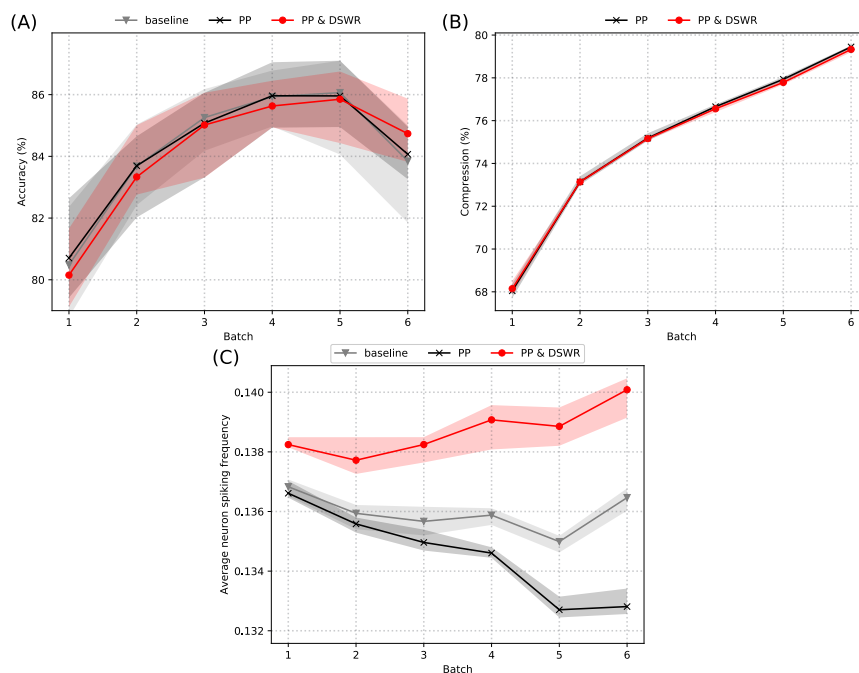 (A)
baseline PP PP & DSWR
Accuracy (%)
86
84
82
80
1 2 3 4 5 6
Batch
(B)
PP PP & DSWR
Compression (%)
80
78
76
74
72
70
68
1 2 3 4 5 6
Batch
(C)
baseline PP PP & DSWR
Average neuron spiking frequency
0.140
0.138
0.136
0.134
0.132
1 2 3 4 5 6
Batch